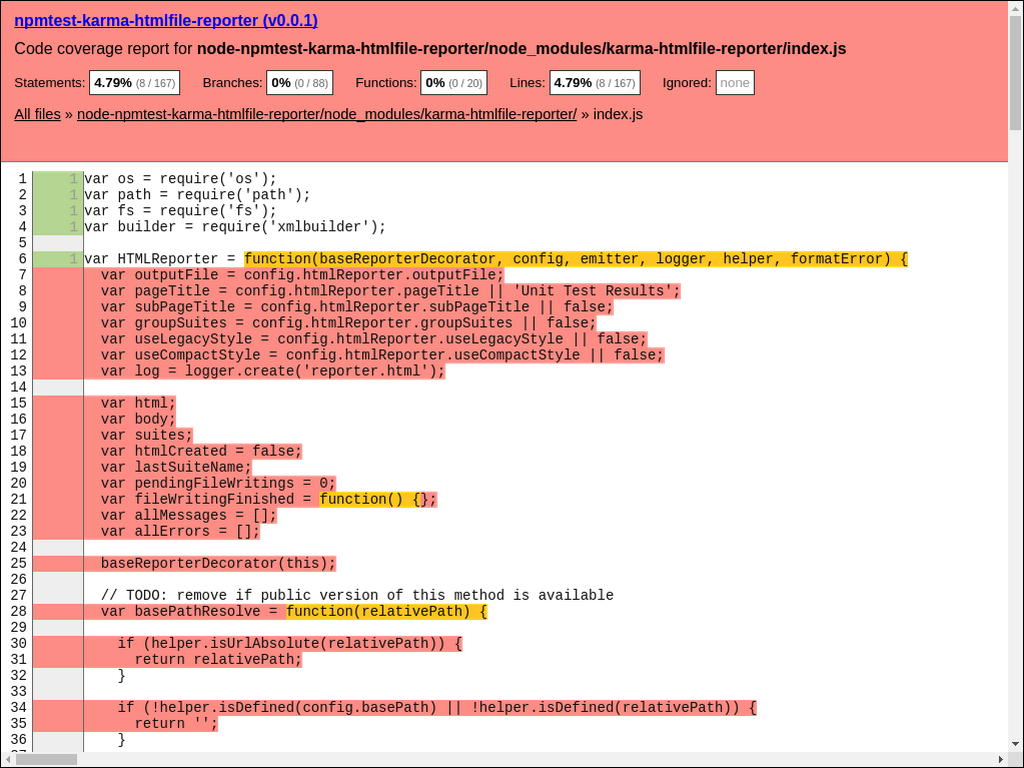 npmtest-karma-htmlfile-reporter (v0.0.1)
Code coverage report for node-npmtest-karma-htmlfile-reporter/node_modules/karma-htmlfile-reporter/index.js
Statements: 4.79% (8 / 167) Branches: 0% (0 / 88) Functions: 0% (0 / 20) Lines: 4.79% (8 / 167) Ignored: none
All files » node-npmtest-karma-htmlfile-reporter/node_modules/karma-htmlfile-reporter/ » index.js
1 1 var os = require('os');
2 1 var path = require('path');
3 1 var fs = require('fs');
4 1 var builder = require('xmlbuilder');
5
6 1 var HTMLReporter = function(baseReporterDecorator, config, emitter, logger, helper, formatError) {
7   var outputFile = config.htmlReporter.outputFile;
8   var pageTitle = config.htmlReporter.pageTitle || 'Unit Test Results';
9   var subPageTitle = config.htmlReporter.subPageTitle || false;
10   var groupSuites = config.htmlReporter.groupSuites || false;
11   var useLegacyStyle = config.htmlReporter.useLegacyStyle || false;
12   var useCompactStyle = config.htmlReporter.useCompactStyle || false;
13   var log = logger.create('reporter.html');
14
15   var html;
16   var body;
17   var suites;
18   var htmlCreated = false;
19   var lastSuiteName;
20   var pendingFileWritings = 0;
21   var fileWritingFinished = function() {};
22   var allMessages = [];
23   var allErrors = [];
24
25   baseReporterDecorator(this);
26
27   // TODO: remove if public version of this method is available
28   var basePathResolve = function(relativePath) {
29
30     if (helper.isUrlAbsolute(relativePath)) {
31       return relativePath;
32     }
33
34     if (!helper.isDefined(config.basePath) || !helper.isDefined(relativePath)) {
35       return '';
36     }